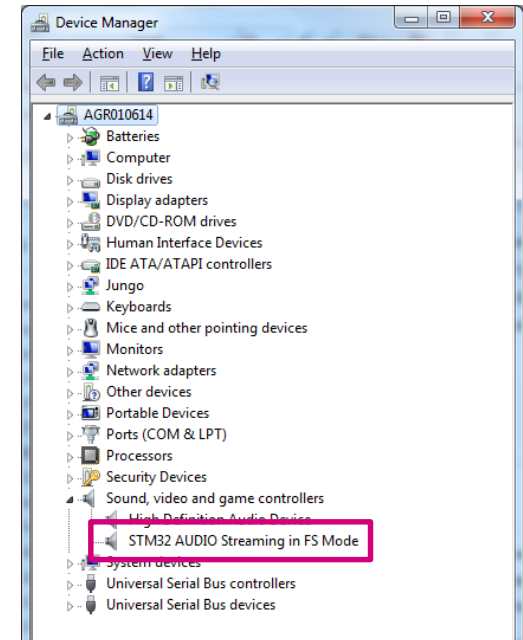 Device Manager
File Action View Help
AGR010614
Batteries
Computer
Disk drives
Display adapters
DVD/CD-ROM drives
Human Interface Devices
IDE ATA/ATAPI controllers
Jungo
Keyboards
Mice and other pointing devices
Monitors
Network adapters
Other devices
Portable Devices
Ports (COM & LPT)
Processors
Security Devices
Sound, video and game controllers
High Definition Audio Device
STM32 AUDIO Streaming in FS Mode
System devices
Universal Serial Bus controllers
Universal Serial Bus devices